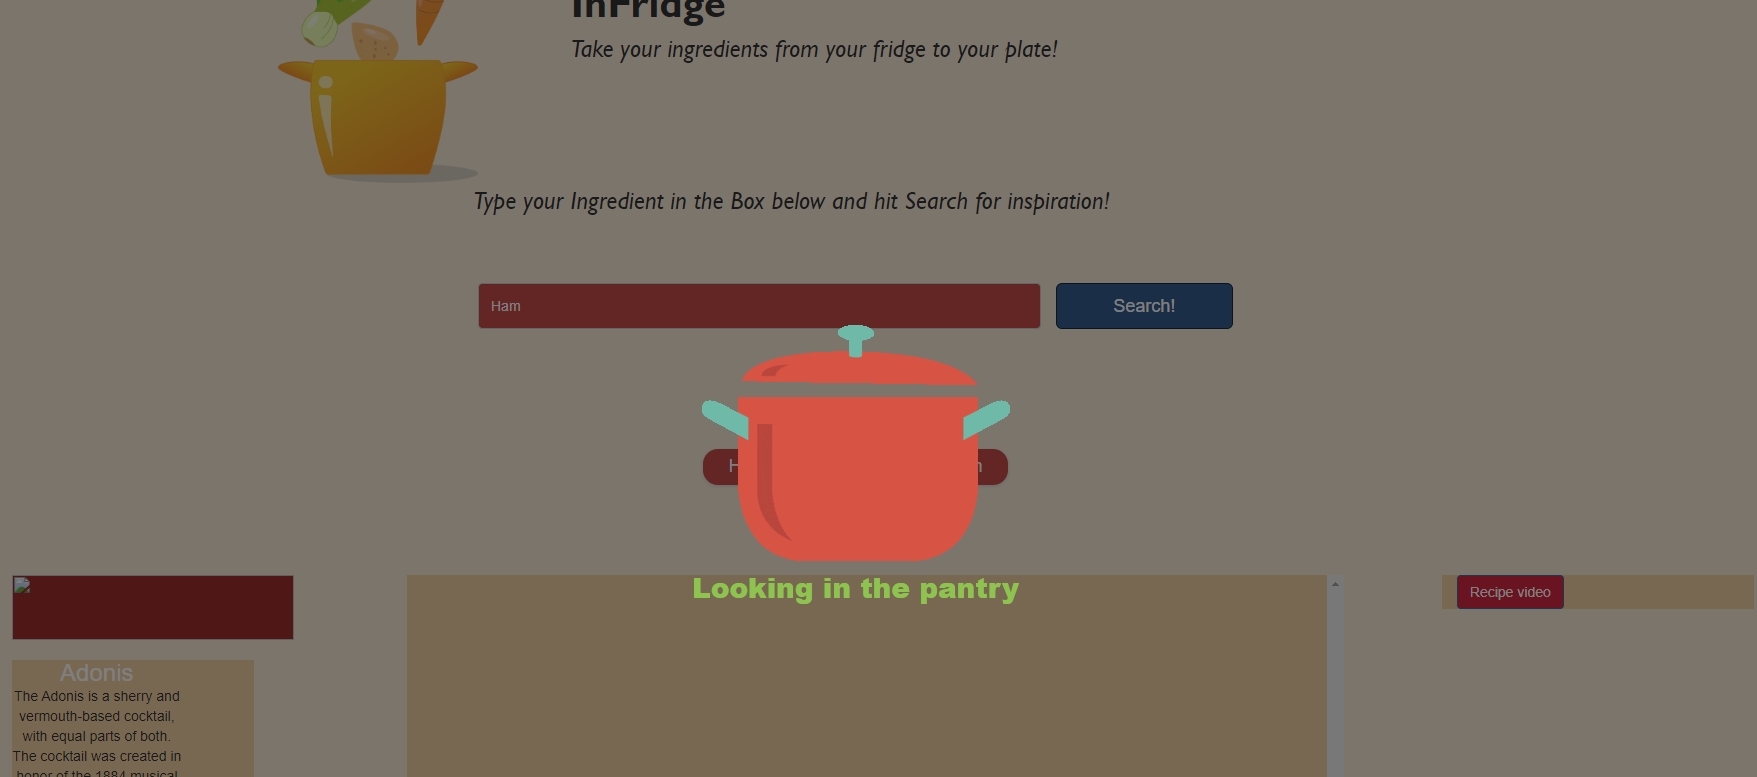 InFridge
Take your ingredients from your fridge to your plate!
Type your Ingredient in the Box below and hit Search for inspiration!
Ham
Search!
Looking in the pantry
Recipe video
Adonis
The Adonis is a sherry and
vermouth-based cocktail,
with equal parts of both.
The cocktail was created in
honor of the 1884 musical